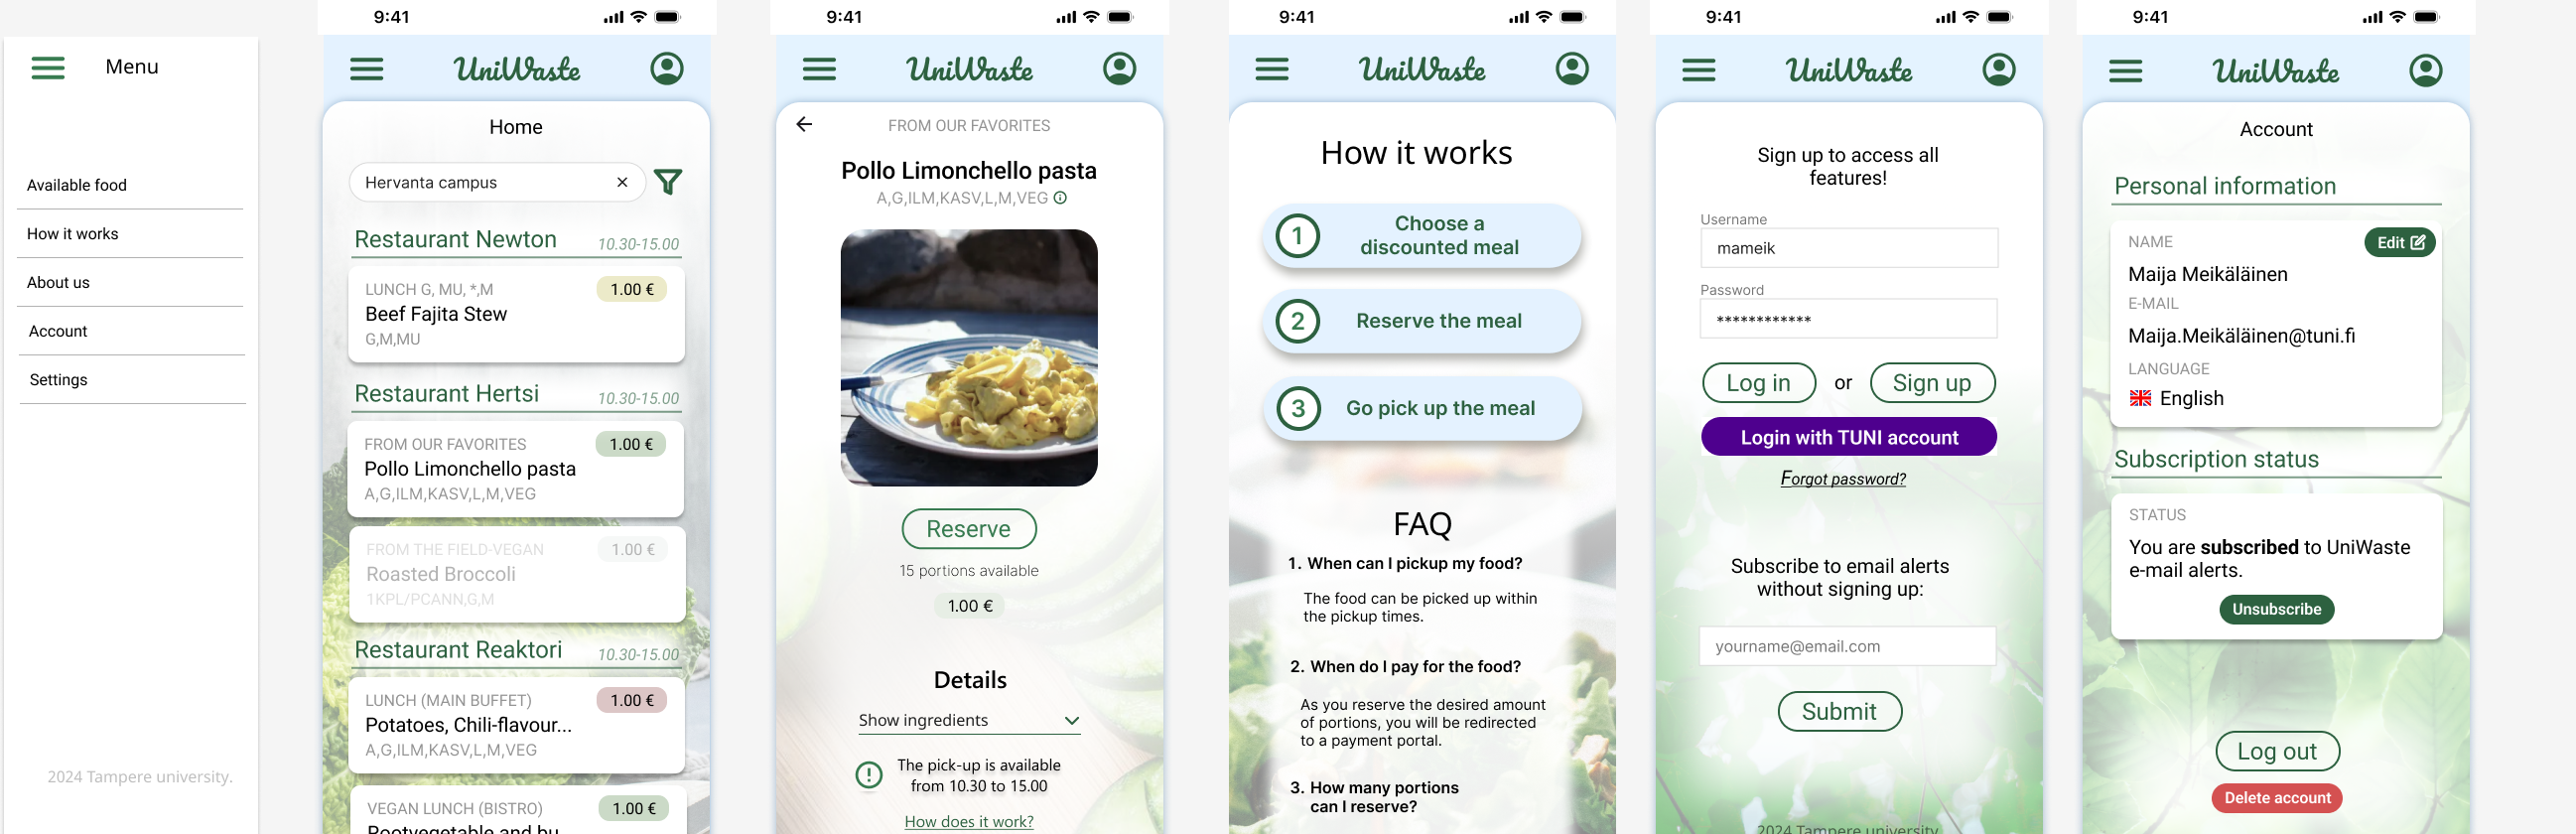 Menu
Available food
How it works
About us
Account
Settings
2024 Tampere university.
9:41
UniWaste
Home
Hervanta campus
Restaurant Newton 10.30-15.00
LUNCH G, MU, *,M 1.00 €
Beef Fajita Stew
G,M,MU
Restaurant Hertsi 10.30-15.00
FROM OUR FAVORITES 1.00 €
Pollo Limonchello pasta
A,G,ILM,KASV,L,M,VEG
FROM THE FIELD-VEGAN 1.00 €
Roasted Broccoli
1KPL/PCANN,G,M
Restaurant Reaktori 10.30-15.00
LUNCH (MAIN BUFFET) 1.00 €
Potatoes, Chili-flavour...
A,G,ILM,KASV,L,M,VEG
VEGAN LUNCH (BISTRO) 1.00 €
Rootvegetable and bu
9:41
UniWaste
FROM OUR FAVORITES
Pollo Limonchello pasta
A,G,ILM,KASV,L,M,VEG
Reserve
15 portions available
1.00 €
Details
Show ingredients
The pick-up is available
from 10.30 to 15.00
How does it work?
9:41
UniWaste
How it works
1 Choose a
discounted meal
2 Reserve the meal
3 Go pick up the meal
FAQ
1. When can I pickup my food?
The food can be picked up within
the pickup times.
2. When do I pay for the food?
As you reserve the desired amount
of portions, you will be redirected
to a payment portal.
3. How many portions
can I reserve?
9:41
UniWaste
Sign up to access all
features!
Username
mameik
Password
************
Log in or Sign up
Login with TUNI account
Forgot password?
Subscribe to email alerts
without signing up:
yourname@email.com
Submit
2024 Tampere university
9:41
UniWaste
Account
Personal information
NAME Edit
Maija Meikäläinen
E-MAIL
Maija.Meikäläinen@tuni.fi
LANGUAGE
English
Subscription status
STATUS
You are subscribed to UniWaste
e-mail alerts.
Unsubscribe
Log out
Delete account